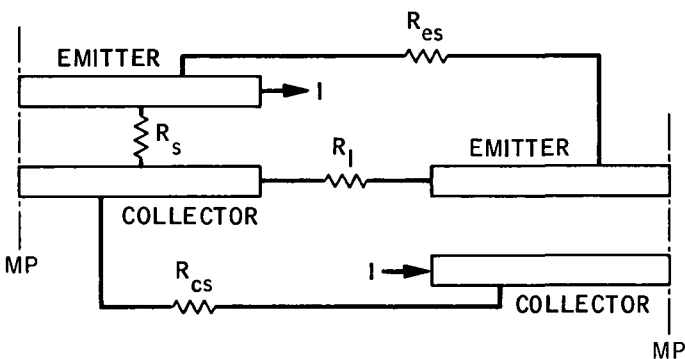 R_es
EMITTER
I
R_s
R_l
EMITTER
COLLECTOR
MP
R_cs
I
COLLECTOR
MP